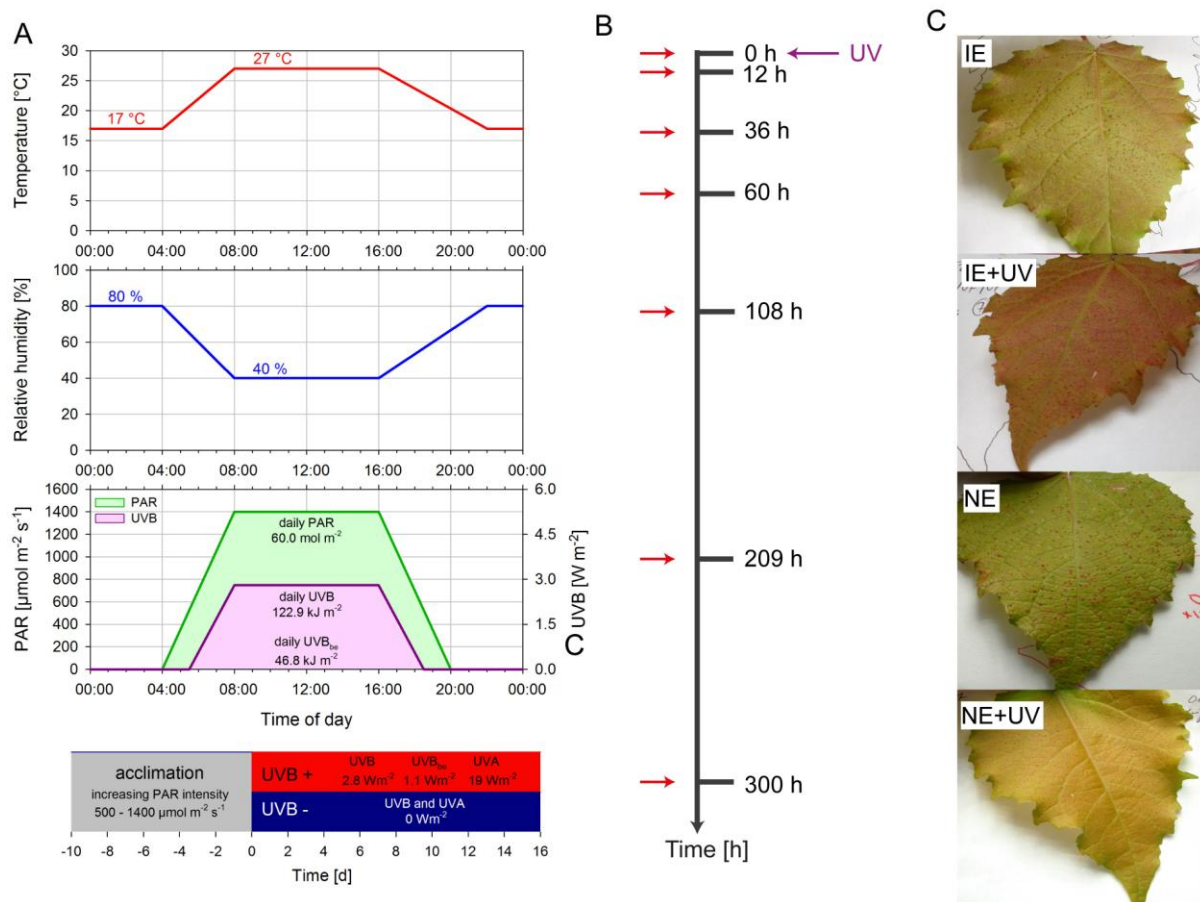 A
Temperature [°C]
30
25
20
15
10
5
0
27 °C
17 °C
00:00 04:00 08:00 12:00 16:00 20:00 00:00
Relative humidity [%]
100
80
60
40
20
0
80 %
40 %
00:00 04:00 08:00 12:00 16:00 20:00 00:00
PAR [µmol m⁻² s⁻¹]
1600
1400
1200
1000
800
600
400
200
0
PAR
UVB
daily PAR
60.0 mol m⁻²
daily UVB
122.9 kJ m⁻²
daily UVB_be
46.8 kJ m⁻²
6.0
4.5
3.0
1.5
0.0
UVB [W m⁻²]
C
00:00 04:00 08:00 12:00 16:00 20:00 00:00
Time of day
acclimation
increasing PAR intensity
500 - 1400 µmol m⁻² s⁻¹
UVB +
UVB UVB_be UVA
2.8 Wm⁻² 1.1 Wm⁻² 19 Wm⁻²
UVB -
UVB and UVA
0 Wm⁻²
-10 -8 -6 -4 -2 0 2 4 6 8 10 12 14 16
Time [d]
B
0 h UV
12 h
36 h
60 h
108 h
209 h
300 h
Time [h]
C
IE
IE+UV
NE
NE+UV